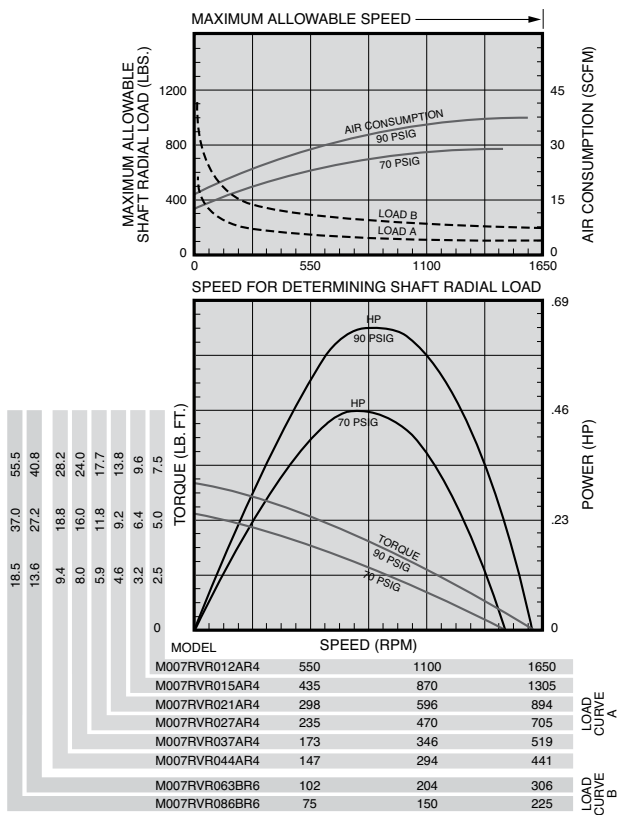 MAXIMUM ALLOWABLE SPEED
MAXIMUM ALLOWABLE
SHAFT RADIAL LOAD (LBS.)
1200
800
400
0
AIR CONSUMPTION
90 PSIG
70 PSIG
LOAD B
LOAD A
45
30
15
0
AIR CONSUMPTION (SCFM)
0 550 1100 1650
SPEED FOR DETERMINING SHAFT RADIAL LOAD
HP
90 PSIG
HP
70 PSIG
TORQUE
90 PSIG
70 PSIG
.69
.46
.23
0
POWER (HP)
TORQUE (LB. FT.)
55.5 40.8 28.2 24.0 17.7 13.8 9.6 7.5
37.0 27.2 18.8 16.0 11.8 9.2 6.4 5.0
18.5 13.6 9.4 8.0 5.9 4.6 3.2 2.5
0
MODEL SPEED (RPM)
M007RVR012AR4 550 1100 1650
M007RVR015AR4 435 870 1305
M007RVR021AR4 298 596 894
M007RVR027AR4 235 470 705
M007RVR037AR4 173 346 519
M007RVR044AR4 147 294 441
LOAD
CURVE
A
M007RVR063BR6 102 204 306
M007RVR086BR6 75 150 225
LOAD
CURVE
B